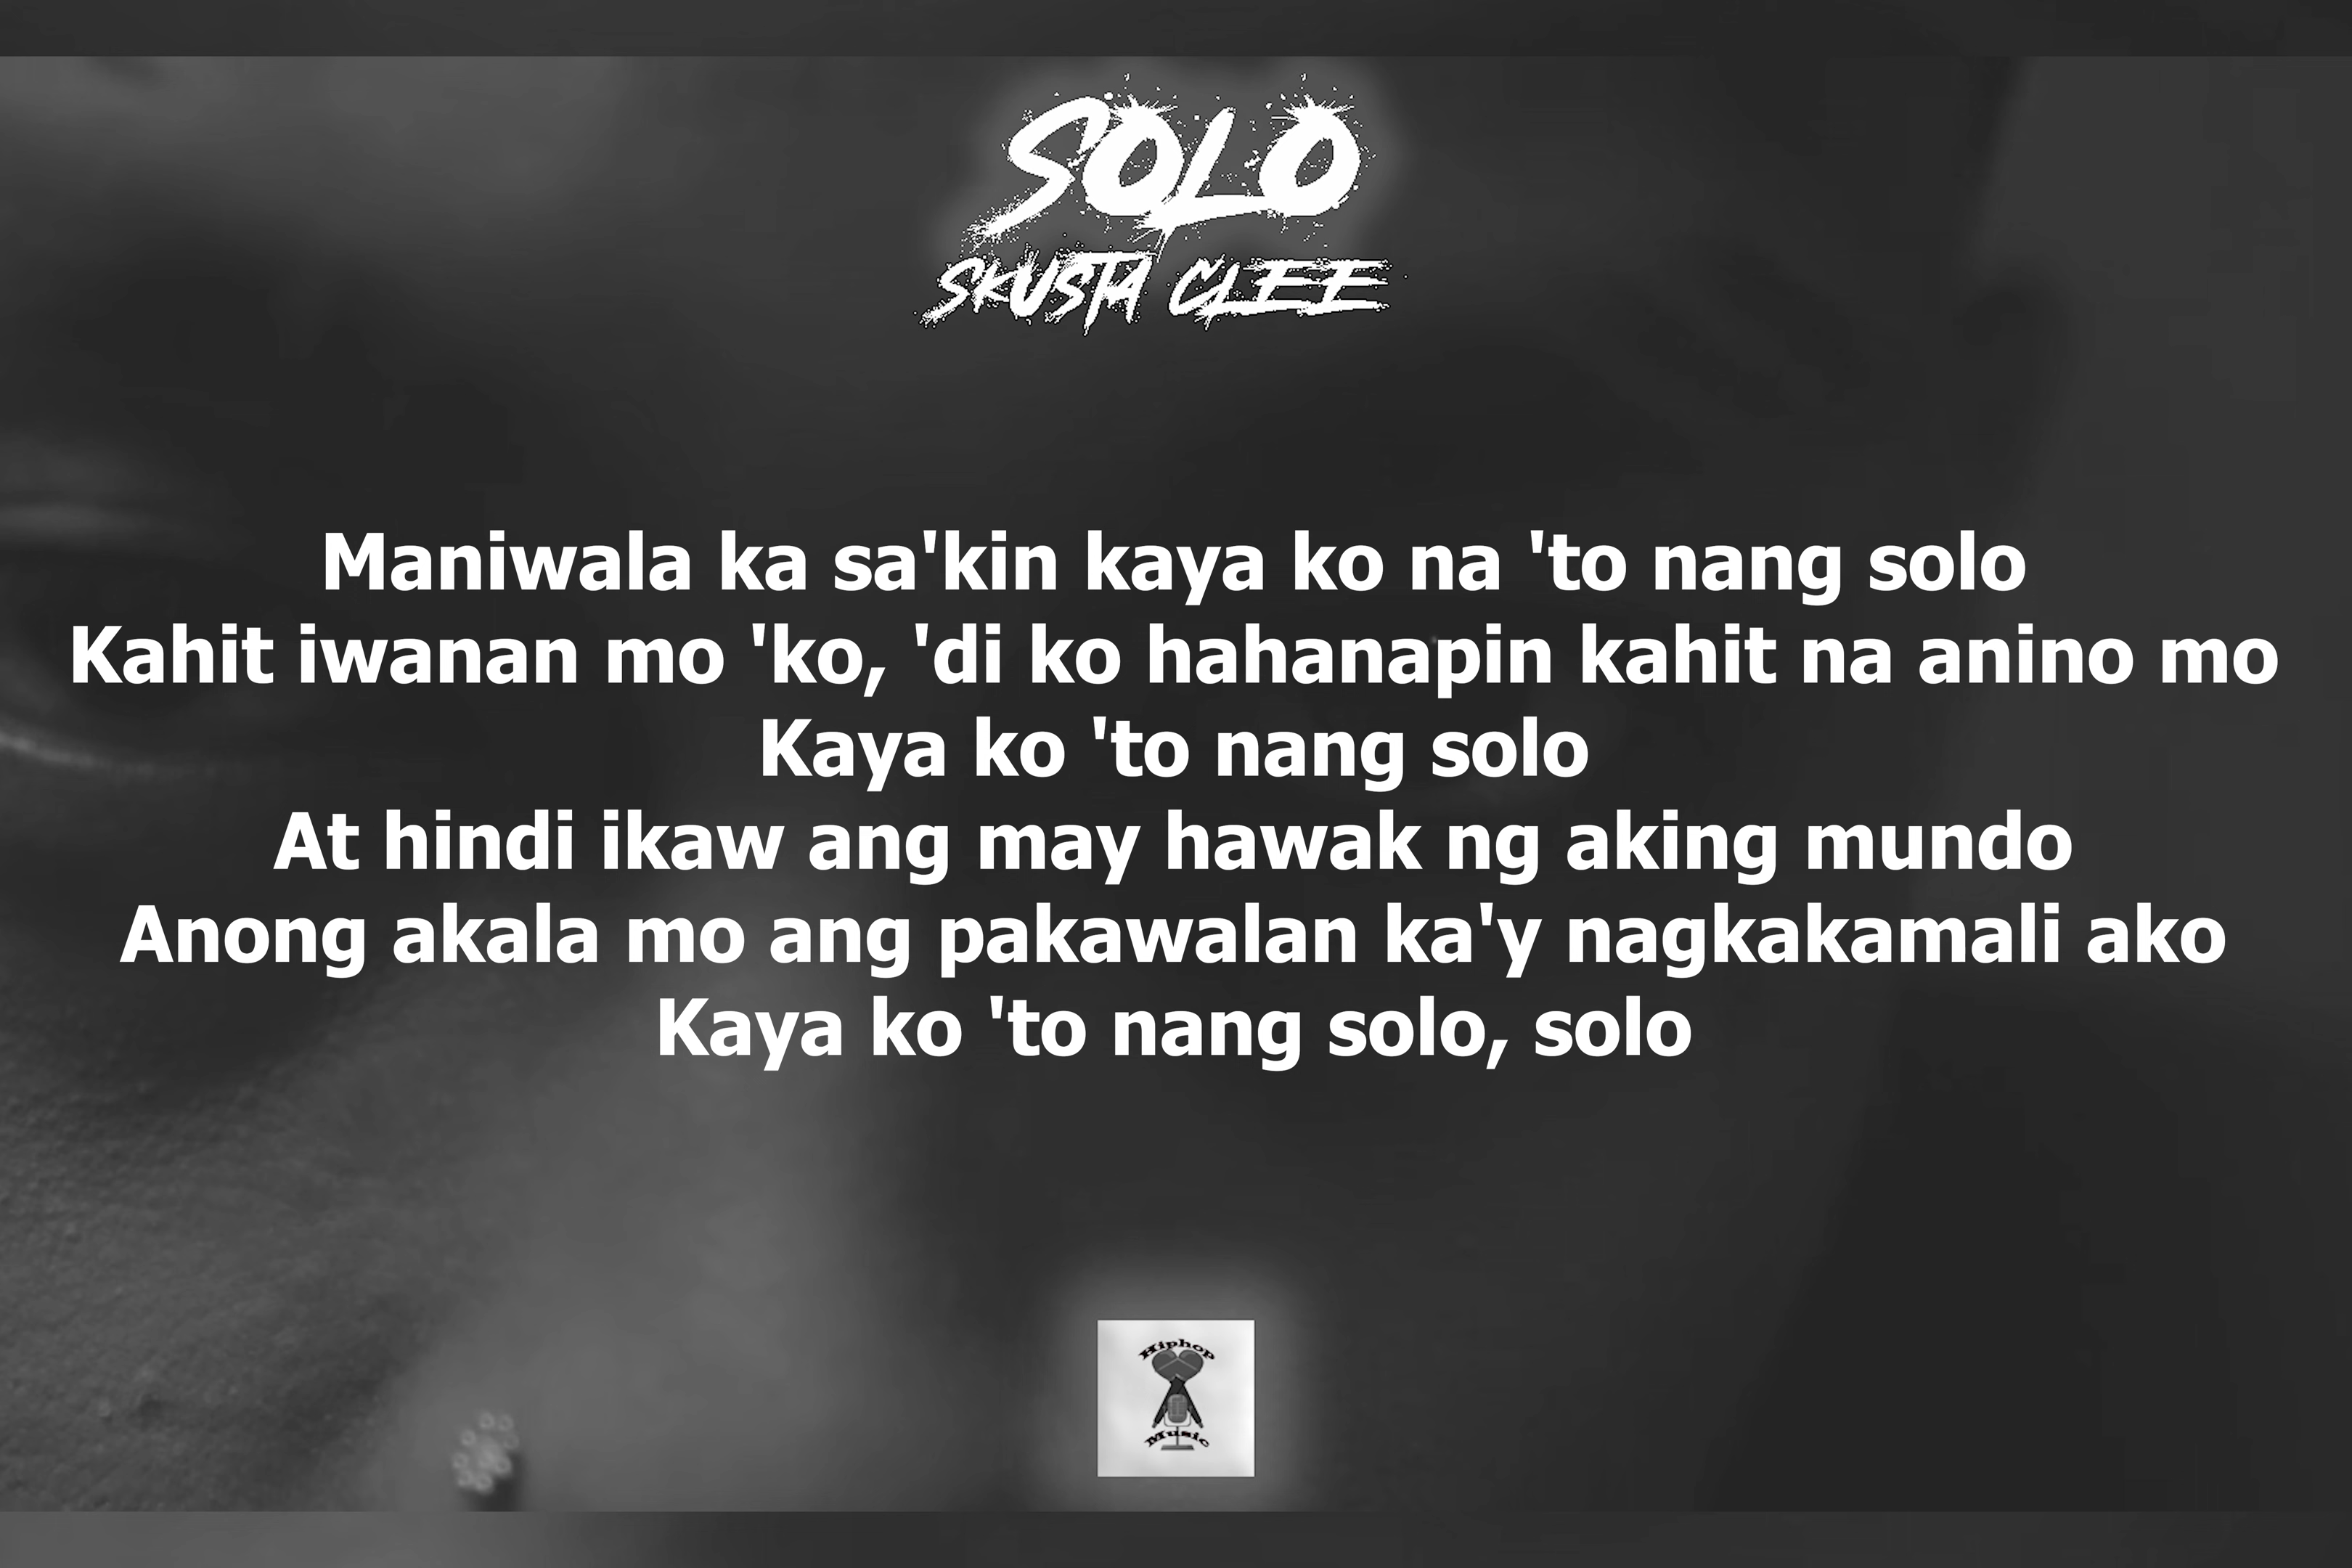 SOLO
SKUSTA CLEE
Maniwala ka sa'kin kaya ko na 'to nang solo
Kahit iwanan mo 'ko, 'di ko hahanapin kahit na anino mo
Kaya ko 'to nang solo
At hindi ikaw ang may hawak ng aking mundo
Anong akala mo ang pakawalan ka'y nagkakamali ako
Kaya ko 'to nang solo, solo
Hiphop
Music